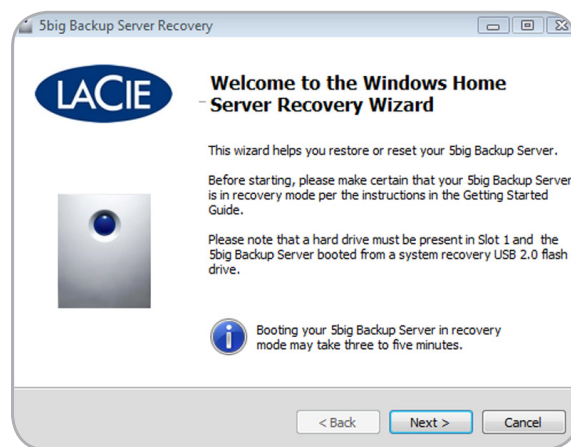 5big Backup Server Recovery
LACIE
Welcome to the Windows Home
Server Recovery Wizard
This wizard helps you restore or reset your 5big Backup Server.
Before starting, please make certain that your 5big Backup Server
is in recovery mode per the instructions in the Getting Started
Guide.
Please note that a hard drive must be present in Slot 1 and the
5big Backup Server booted from a system recovery USB 2.0 flash
drive.
Booting your 5big Backup Server in recovery
mode may take three to five minutes.
< Back Next > Cancel